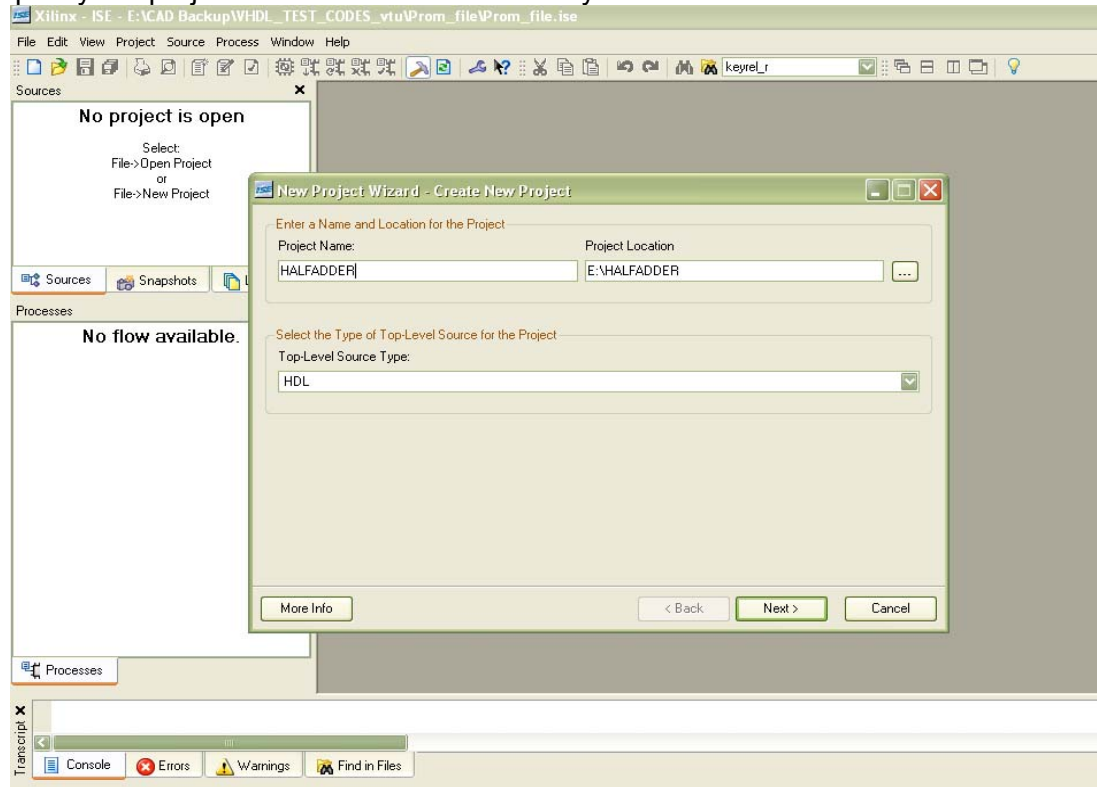 Xilinx - ISE - E:\CAD Backup\VHDL_TEST_CODES_vtu\Prom_file\Prom_file.ise
File Edit View Project Source Process Window Help
keyrel_r
Sources
No project is open
Select:
File->Open Project
or
File->New Project
Sources Snapshots
Processes
No flow available.
Processes
ISE New Project Wizard - Create New Project
Enter a Name and Location for the Project
Project Name: Project Location
HALFADDER E:\HALFADDER ...
Select the Type of Top-Level Source for the Project
Top-Level Source Type:
HDL
More Info < Back Next > Cancel
Transcript
Console Errors Warnings Find in Files